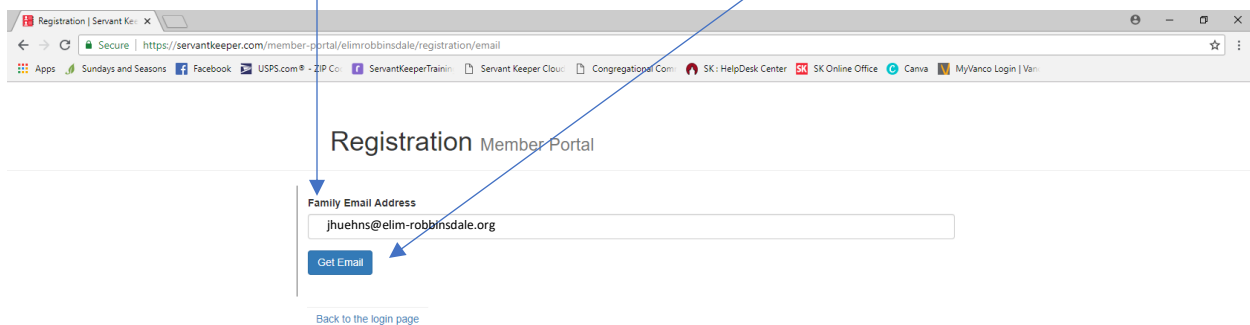 Registration | Servant Kee
Secure | https://servantkeeper.com/member-portal/elimrobbinsdale/registration/email
Apps Sundays and Seasons Facebook USPS.com® - ZIP Co ServantKeeperTrainin Servant Keeper Cloud Congregational Com SK : HelpDesk Center SK SK Online Office Canva MyVanco Login | Van
Registration Member Portal
Family Email Address
jhuehns@elim-robbinsdale.org
Get Email
Back to the login page